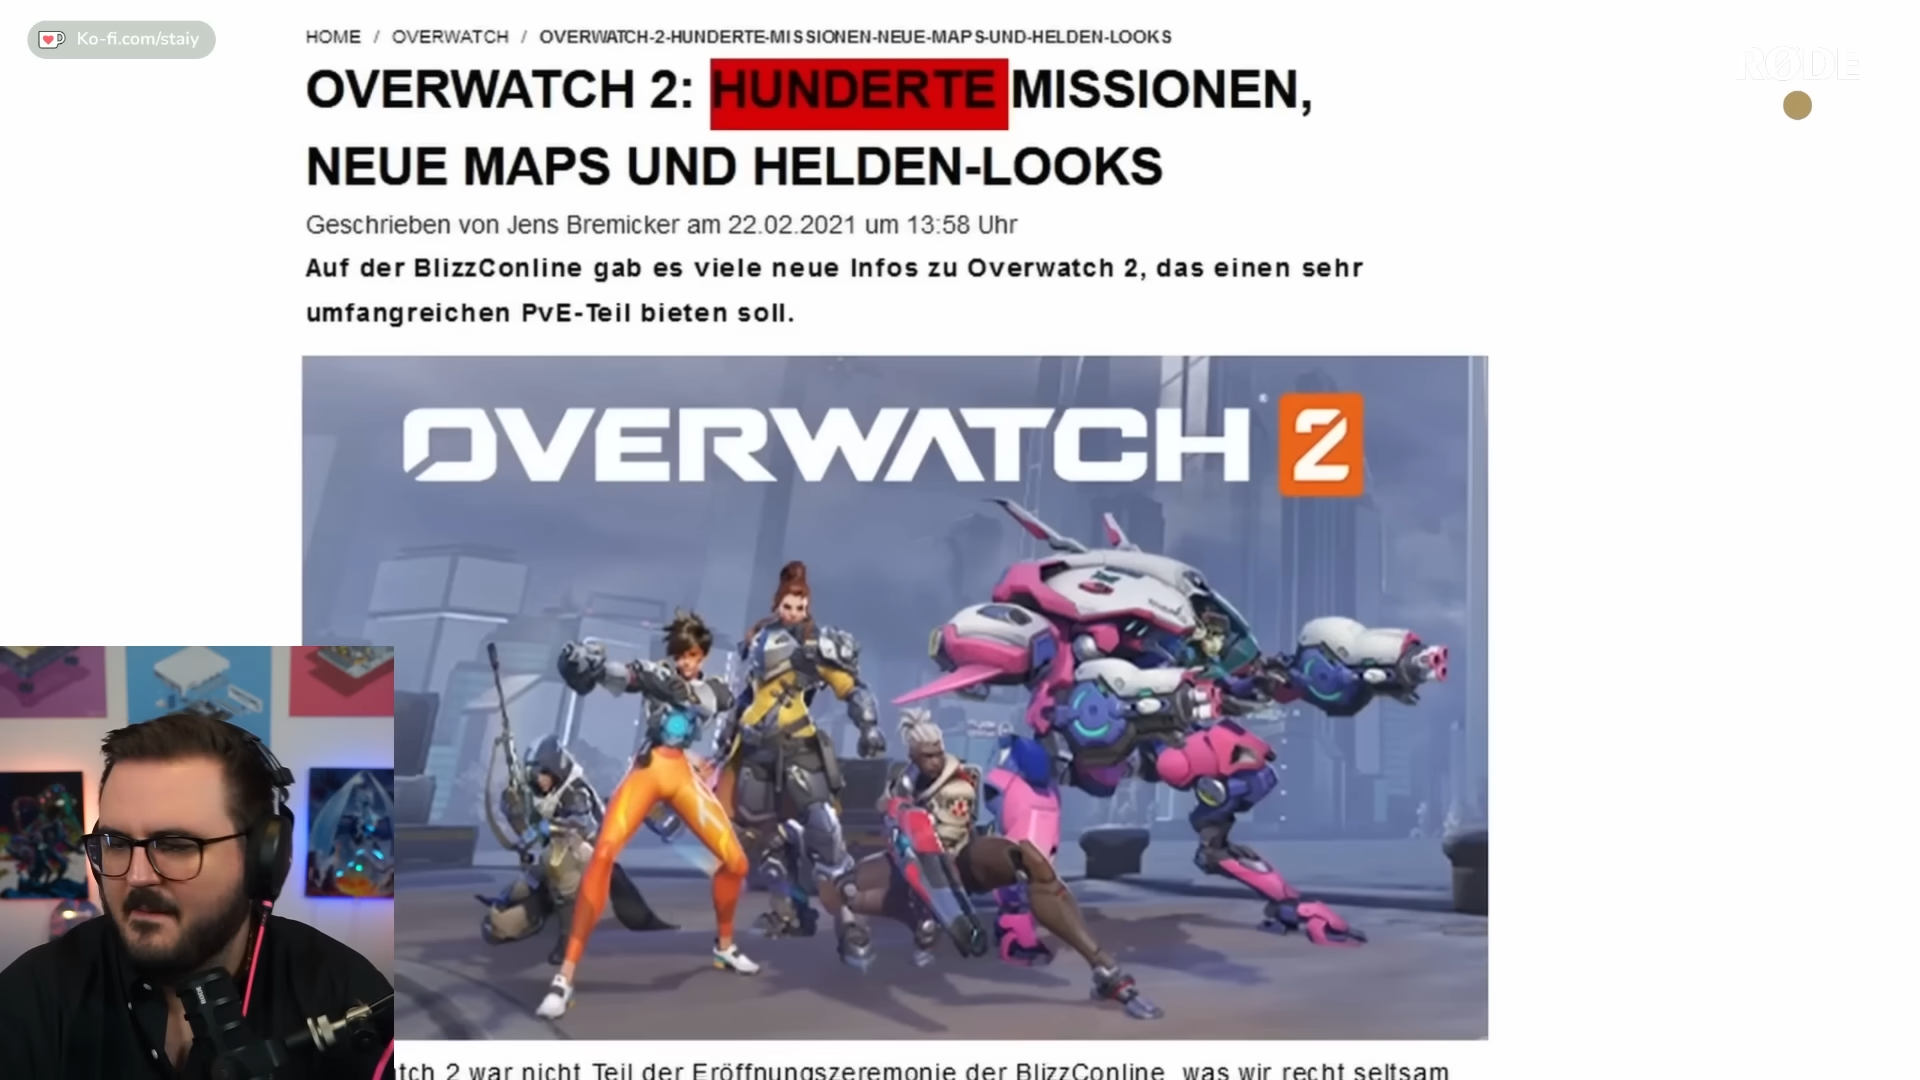 Ko-fi.com/staiy
HOME / OVERWATCH / OVERWATCH-2-HUNDERTE-MISSIONEN-NEUE-MAPS-UND-HELDEN-LOOKS
RØDE
OVERWATCH 2: HUNDERTE MISSIONEN,
NEUE MAPS UND HELDEN-LOOKS
Geschrieben von Jens Bremicker am 22.02.2021 um 13:58 Uhr
Auf der BlizzConline gab es viele neue Infos zu Overwatch 2, das einen sehr
umfangreichen PvE-Teil bieten soll.
OVERWATCH 2
tch 2 war nicht Teil der Eröffnungszeremonie der BlizzConline, was wir recht seltsam